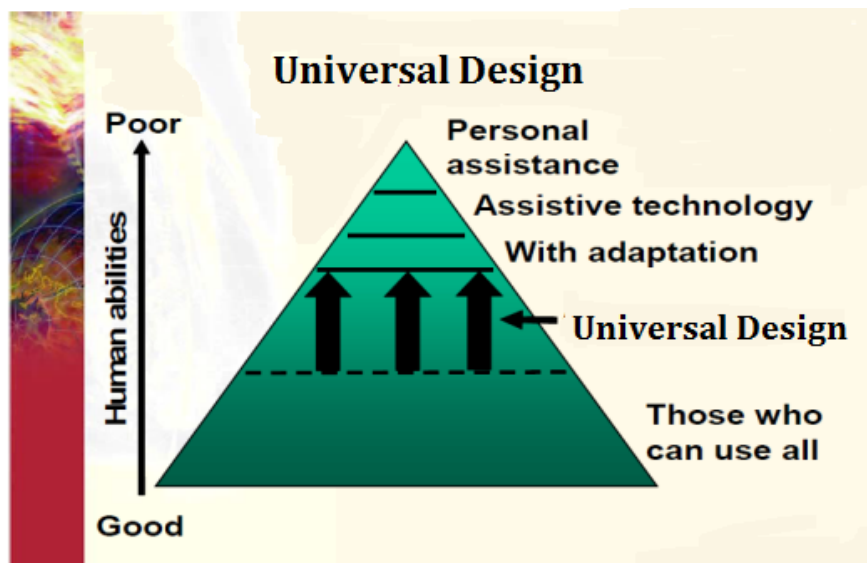 Universal Design
Poor
Human abilities
Good
Personal
assistance
Assistive technology
With adaptation
Universal Design
Those who
can use all